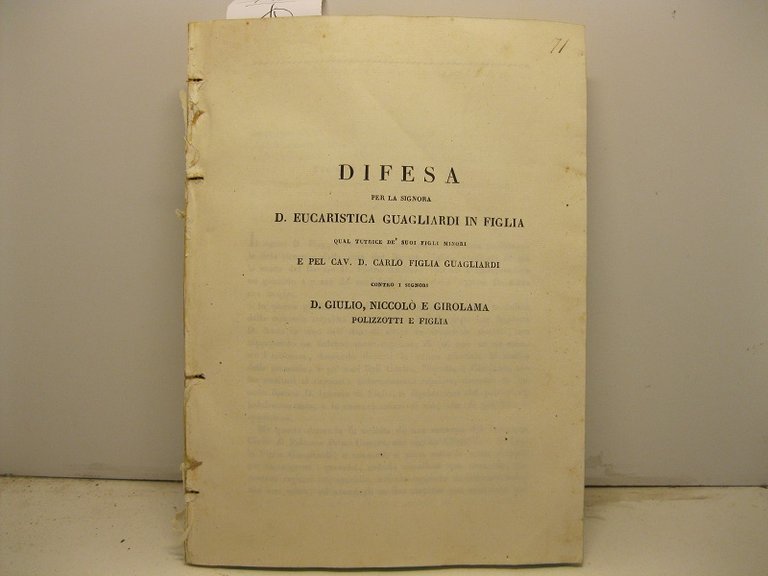 71
DIFESA
PER LA SIGNORA
D. EUCARISTICA GUAGLIARDI IN FIGLIA
QUAL TUTRICE DE' SUOI FIGLI MINORI
E PEL CAV. D. CARLO FIGLIA GUAGLIARDI
CONTRO I SIGNORI
D. GIULIO, NICCOLÒ E GIROLAMA
POLIZZOTTI E FIGLIA